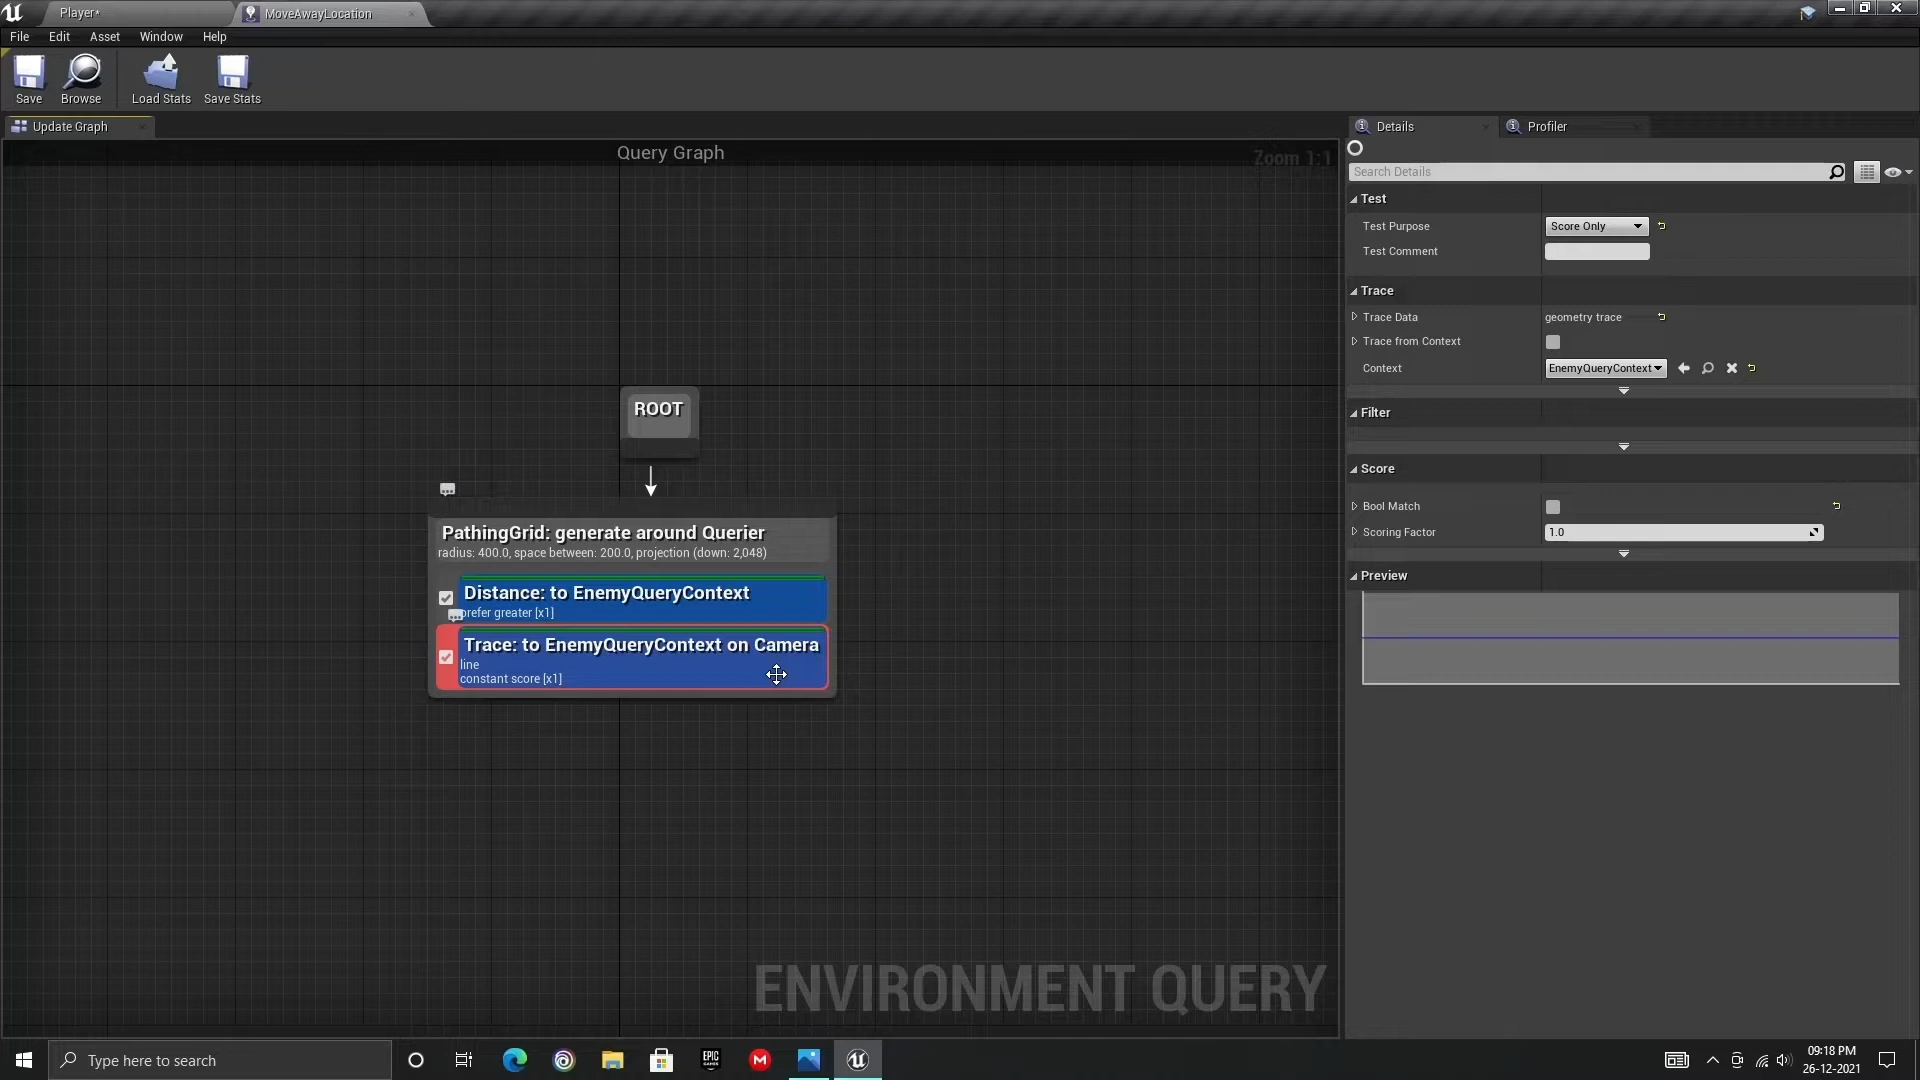 Player*
MoveAwayLocation
File
Edit
Asset
Window
Help
Save
Browse
Load Stats
Save Stats
Update Graph
Details
Profiler
Query Graph
Zoom 1:1
Search Details
Test
Test Purpose
Score Only
Test Comment
Trace
Trace Data
geometry trace
Trace from Context
Context
EnemyQueryContext
Filter
Score
Bool Match
Scoring Factor
1.0
Preview
ROOT
PathingGrid: generate around Querier
radius: 400.0, space between: 200.0, projection (down: 2,048)
Distance: to EnemyQueryContext
prefer greater [x1]
Trace: to EnemyQueryContext on Camera
line
constant score [x1]
ENVIRONMENT QUERY
Type here to search
EPIC
GAMES
M
09:18 PM
26-12-2021